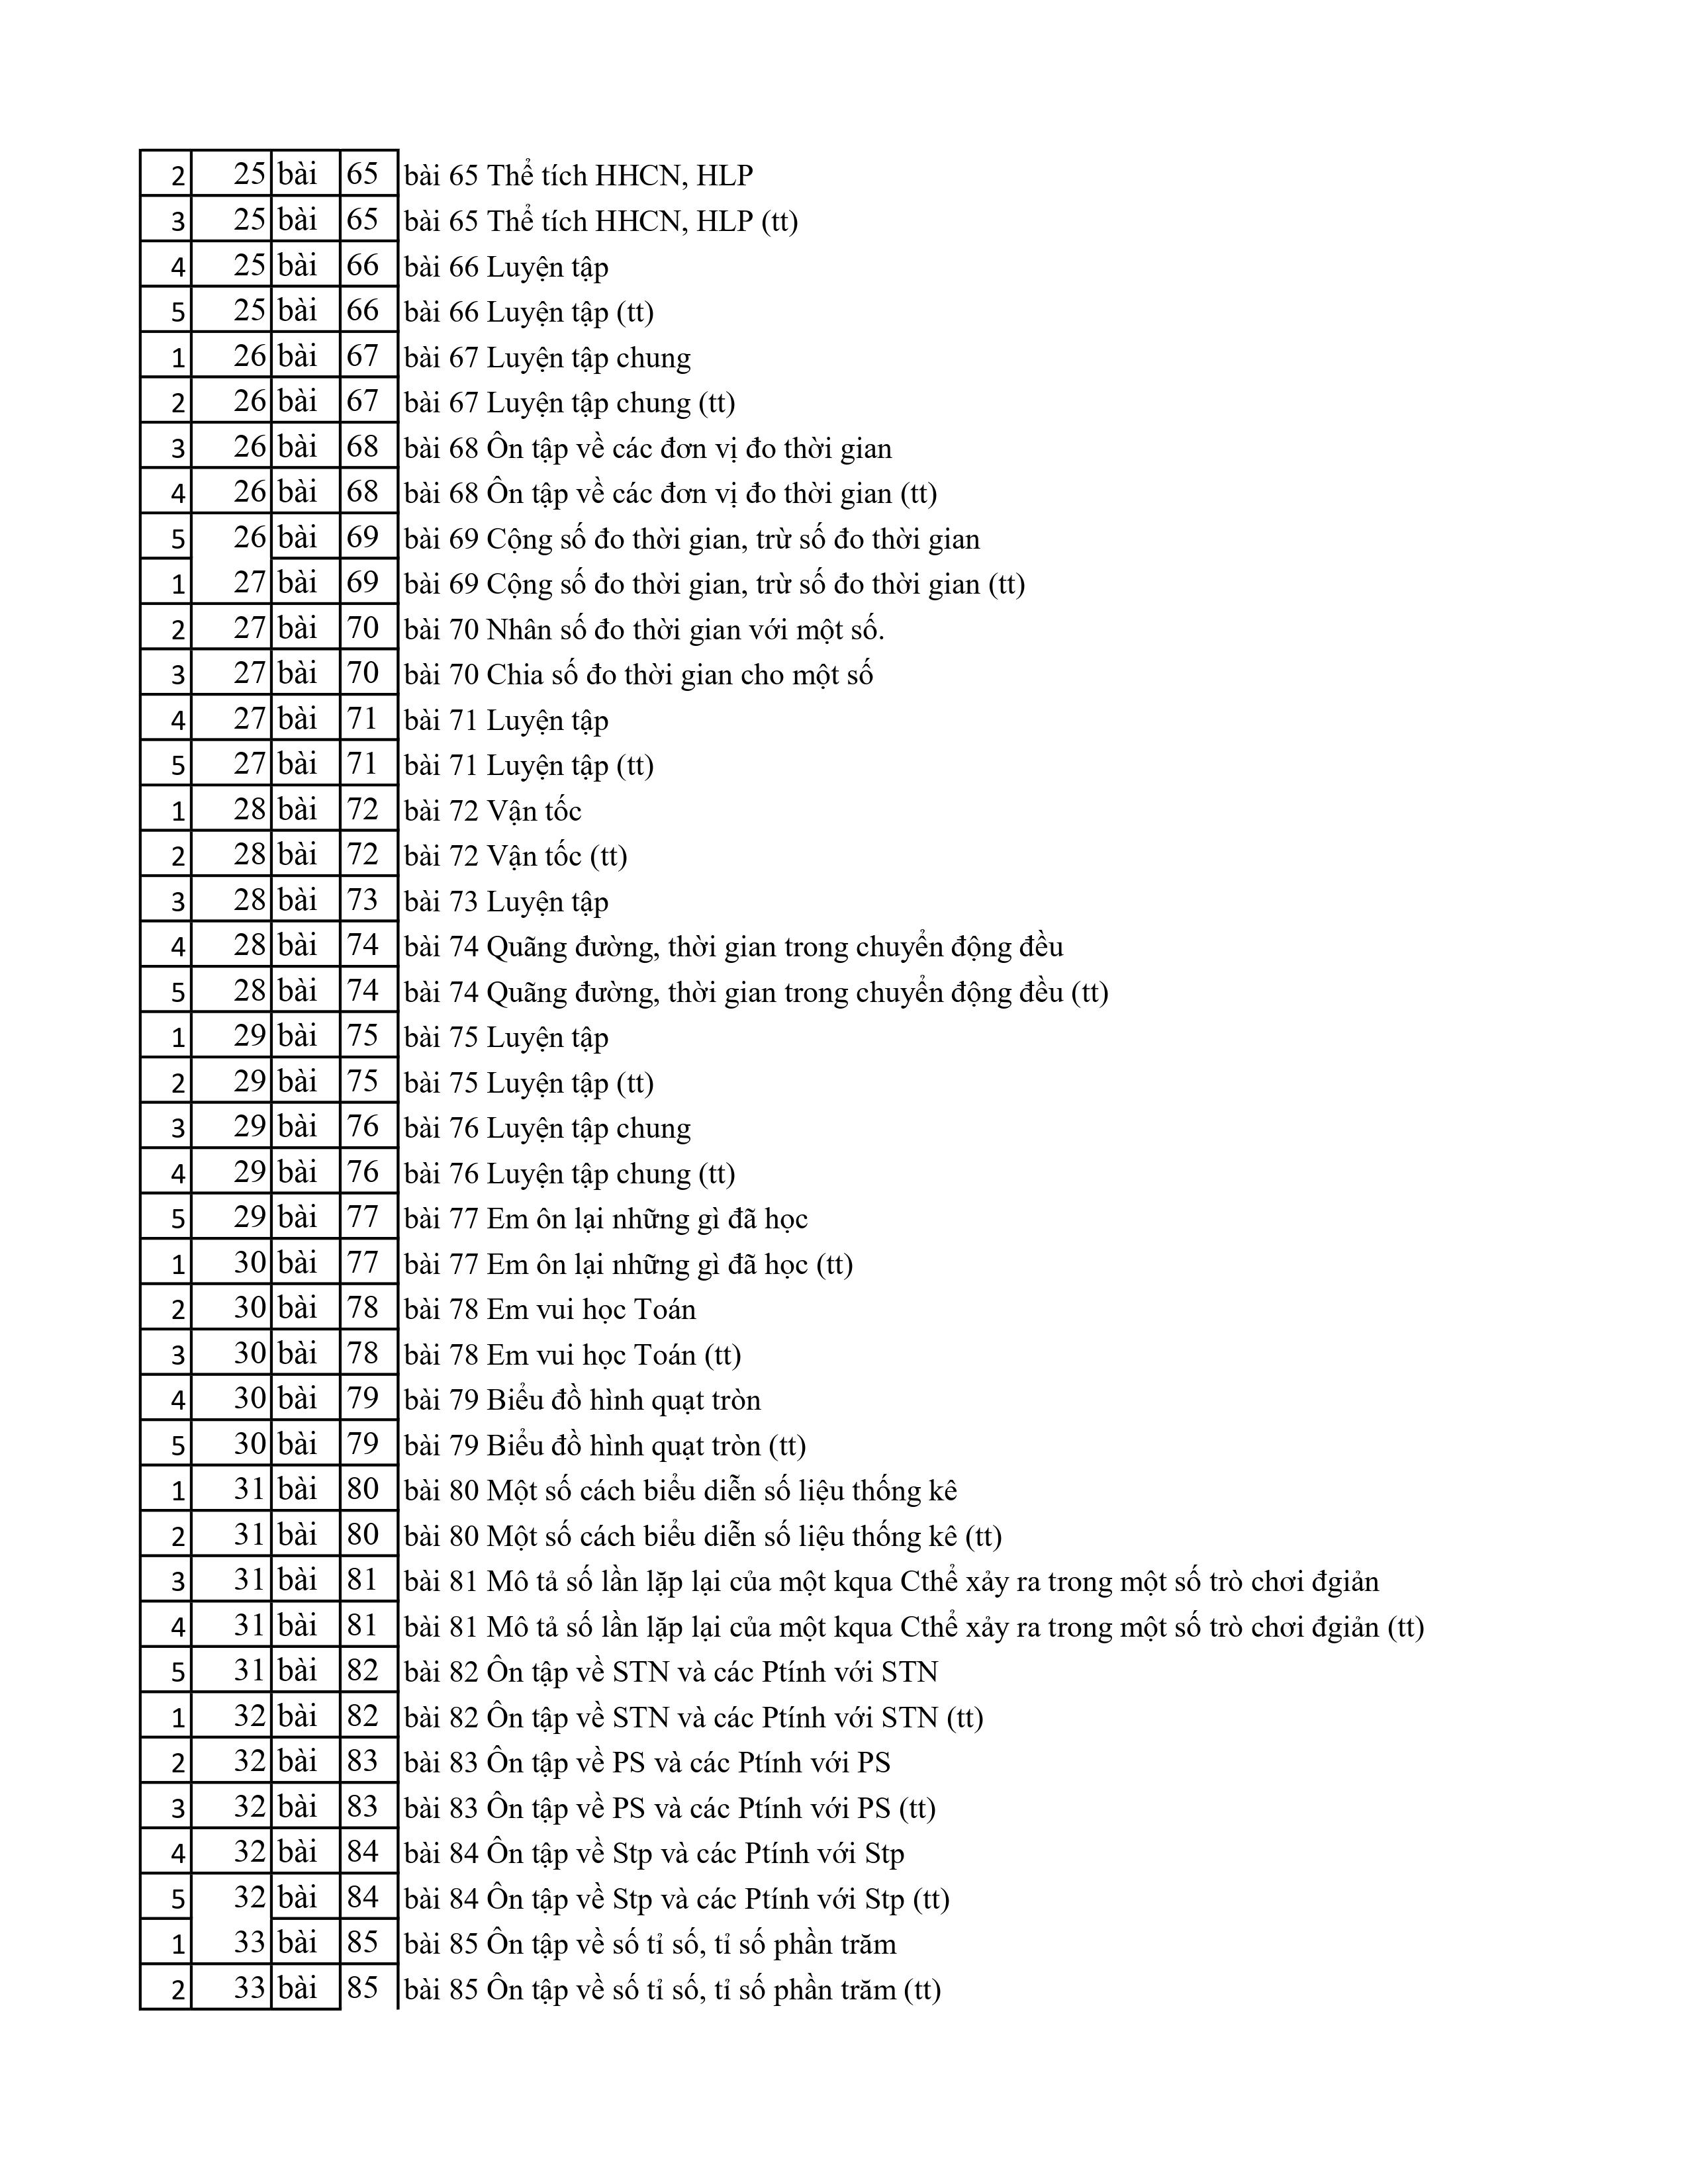 2 25 bài 65 bài 65 Thể tích HHCN, HLP
3 25 bài 65 bài 65 Thể tích HHCN, HLP (tt)
4 25 bài 66 bài 66 Luyện tập
5 25 bài 66 bài 66 Luyện tập (tt)
1 26 bài 67 bài 67 Luyện tập chung
2 26 bài 67 bài 67 Luyện tập chung (tt)
3 26 bài 68 bài 68 Ôn tập về các đơn vị đo thời gian
4 26 bài 68 bài 68 Ôn tập về các đơn vị đo thời gian (tt)
5 26 bài 69 bài 69 Cộng số đo thời gian, trừ số đo thời gian
1 27 bài 69 bài 69 Cộng số đo thời gian, trừ số đo thời gian (tt)
2 27 bài 70 bài 70 Nhân số đo thời gian với một số.
3 27 bài 70 bài 70 Chia số đo thời gian cho một số
4 27 bài 71 bài 71 Luyện tập
5 27 bài 71 bài 71 Luyện tập (tt)
1 28 bài 72 bài 72 Vận tốc
2 28 bài 72 bài 72 Vận tốc (tt)
3 28 bài 73 bài 73 Luyện tập
4 28 bài 74 bài 74 Quãng đường, thời gian trong chuyển động đều
5 28 bài 74 bài 74 Quãng đường, thời gian trong chuyển động đều (tt)
1 29 bài 75 bài 75 Luyện tập
2 29 bài 75 bài 75 Luyện tập (tt)
3 29 bài 76 bài 76 Luyện tập chung
4 29 bài 76 bài 76 Luyện tập chung (tt)
5 29 bài 77 bài 77 Em ôn lại những gì đã học
1 30 bài 77 bài 77 Em ôn lại những gì đã học (tt)
2 30 bài 78 bài 78 Em vui học Toán
3 30 bài 78 bài 78 Em vui học Toán (tt)
4 30 bài 79 bài 79 Biểu đồ hình quạt tròn
5 30 bài 79 bài 79 Biểu đồ hình quạt tròn (tt)
1 31 bài 80 bài 80 Một số cách biểu diễn số liệu thống kê
2 31 bài 80 bài 80 Một số cách biểu diễn số liệu thống kê (tt)
3 31 bài 81 bài 81 Mô tả số lần lặp lại của một kqua Cthể xảy ra trong một số trò chơi đgiản
4 31 bài 81 bài 81 Mô tả số lần lặp lại của một kqua Cthể xảy ra trong một số trò chơi đgiản (tt)
5 31 bài 82 bài 82 Ôn tập về STN và các Ptính với STN
1 32 bài 82 bài 82 Ôn tập về STN và các Ptính với STN (tt)
2 32 bài 83 bài 83 Ôn tập về PS và các Ptính với PS
3 32 bài 83 bài 83 Ôn tập về PS và các Ptính với PS (tt)
4 32 bài 84 bài 84 Ôn tập về Stp và các Ptính với Stp
5 32 bài 84 bài 84 Ôn tập về Stp và các Ptính với Stp (tt)
1 33 bài 85 bài 85 Ôn tập về số tỉ số, tỉ số phần trăm
2 33 bài 85 bài 85 Ôn tập về số tỉ số, tỉ số phần trăm (tt)